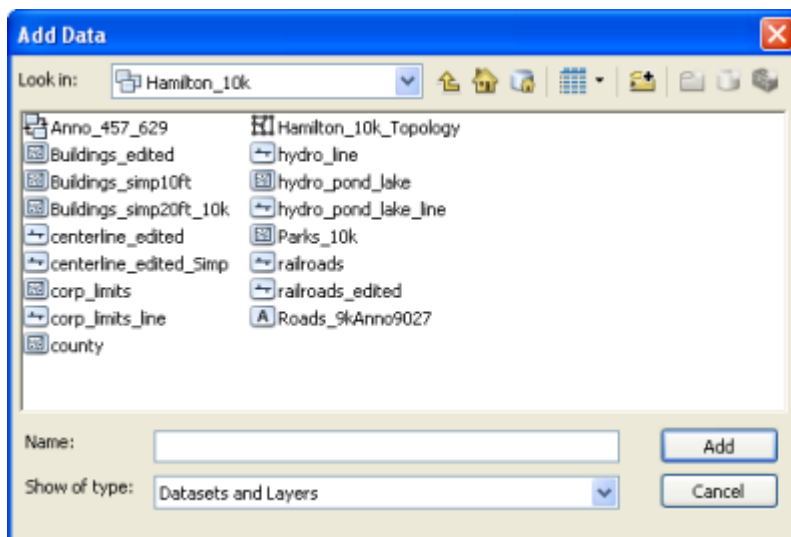 Add Data
Look in: Hamilton_10k
Anno_457_629
Buildings_edited
Buildings_simp10ft
Buildings_simp20ft_10k
centerline_edited
centerline_edited_Simp
corp_limits
corp_limits_line
county
Hamilton_10k_Topology
hydro_line
hydro_pond_lake
hydro_pond_lake_line
Parks_10k
railroads
railroads_edited
A Roads_9kAnno9027
Name:
Add
Show of type: Datasets and Layers
Cancel